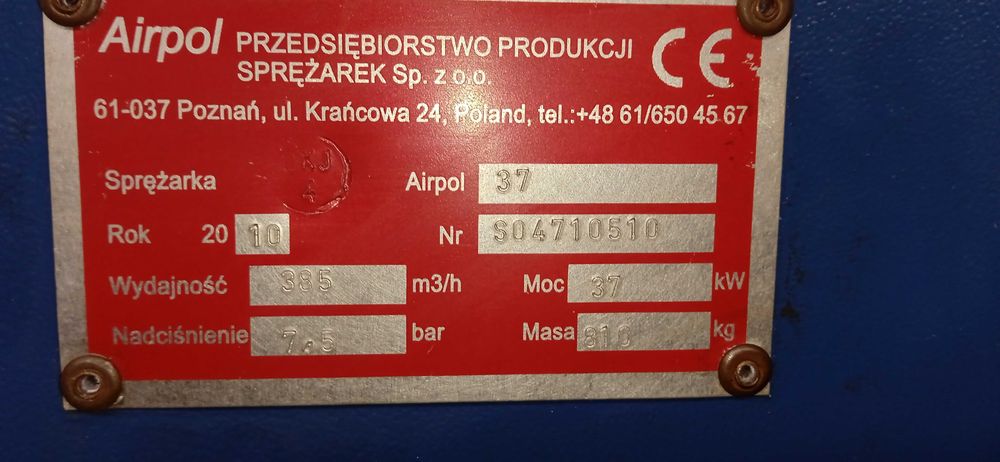 Airpol PRZEDSIĘBIORSTWO PRODUKCJI
SPRĘŻAREK Sp. z o.o.
CE
61-037 Poznań, ul. Krańcowa 24, Poland, tel.:+48 61/650 45 67
Sprężarka Airpol 37
Rok 20 10 Nr S04710510
Wydajność 385 m3/h Moc 37 kW
Nadciśnienie 7,5 bar Masa 810 kg